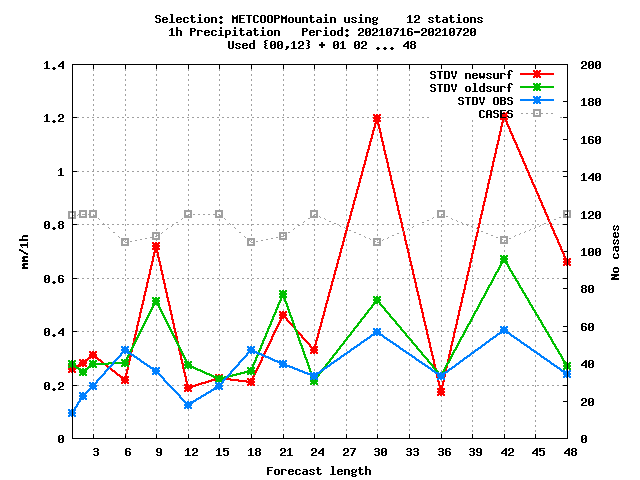 Selection: METCOOPMountain using 12 stations
1h Precipitation Period: 20210716-20210720
Used {00,12} + 01 02 ... 48
1.4
1.2
1
0.8
0.6
0.4
0.2
0
mm/1h
STDV newsurf
STDV oldsurf
STDV OBS
CASES
200
180
160
140
120
100
80
60
40
20
0
No cases
3 6 9 12 15 18 21 24 27 30 33 36 39 42 45 48
Forecast length